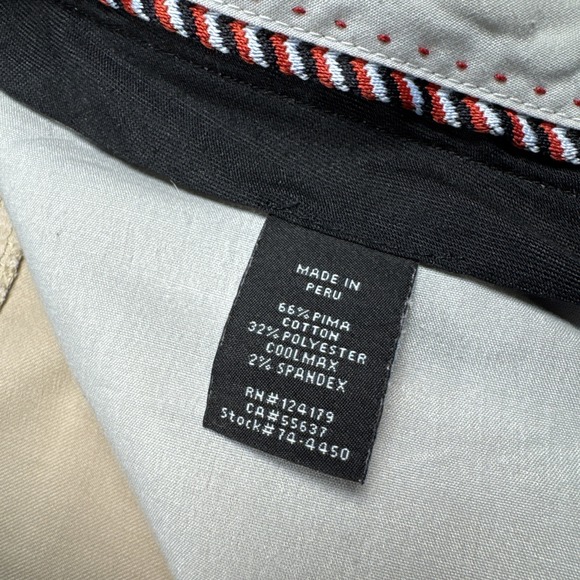 MADE IN
PERU
66% PIMA
COTTON
32% POLYESTER
COOLMAX
2% SPANDEX
RN# 124179
CA# 55637
Stock# 74-4450